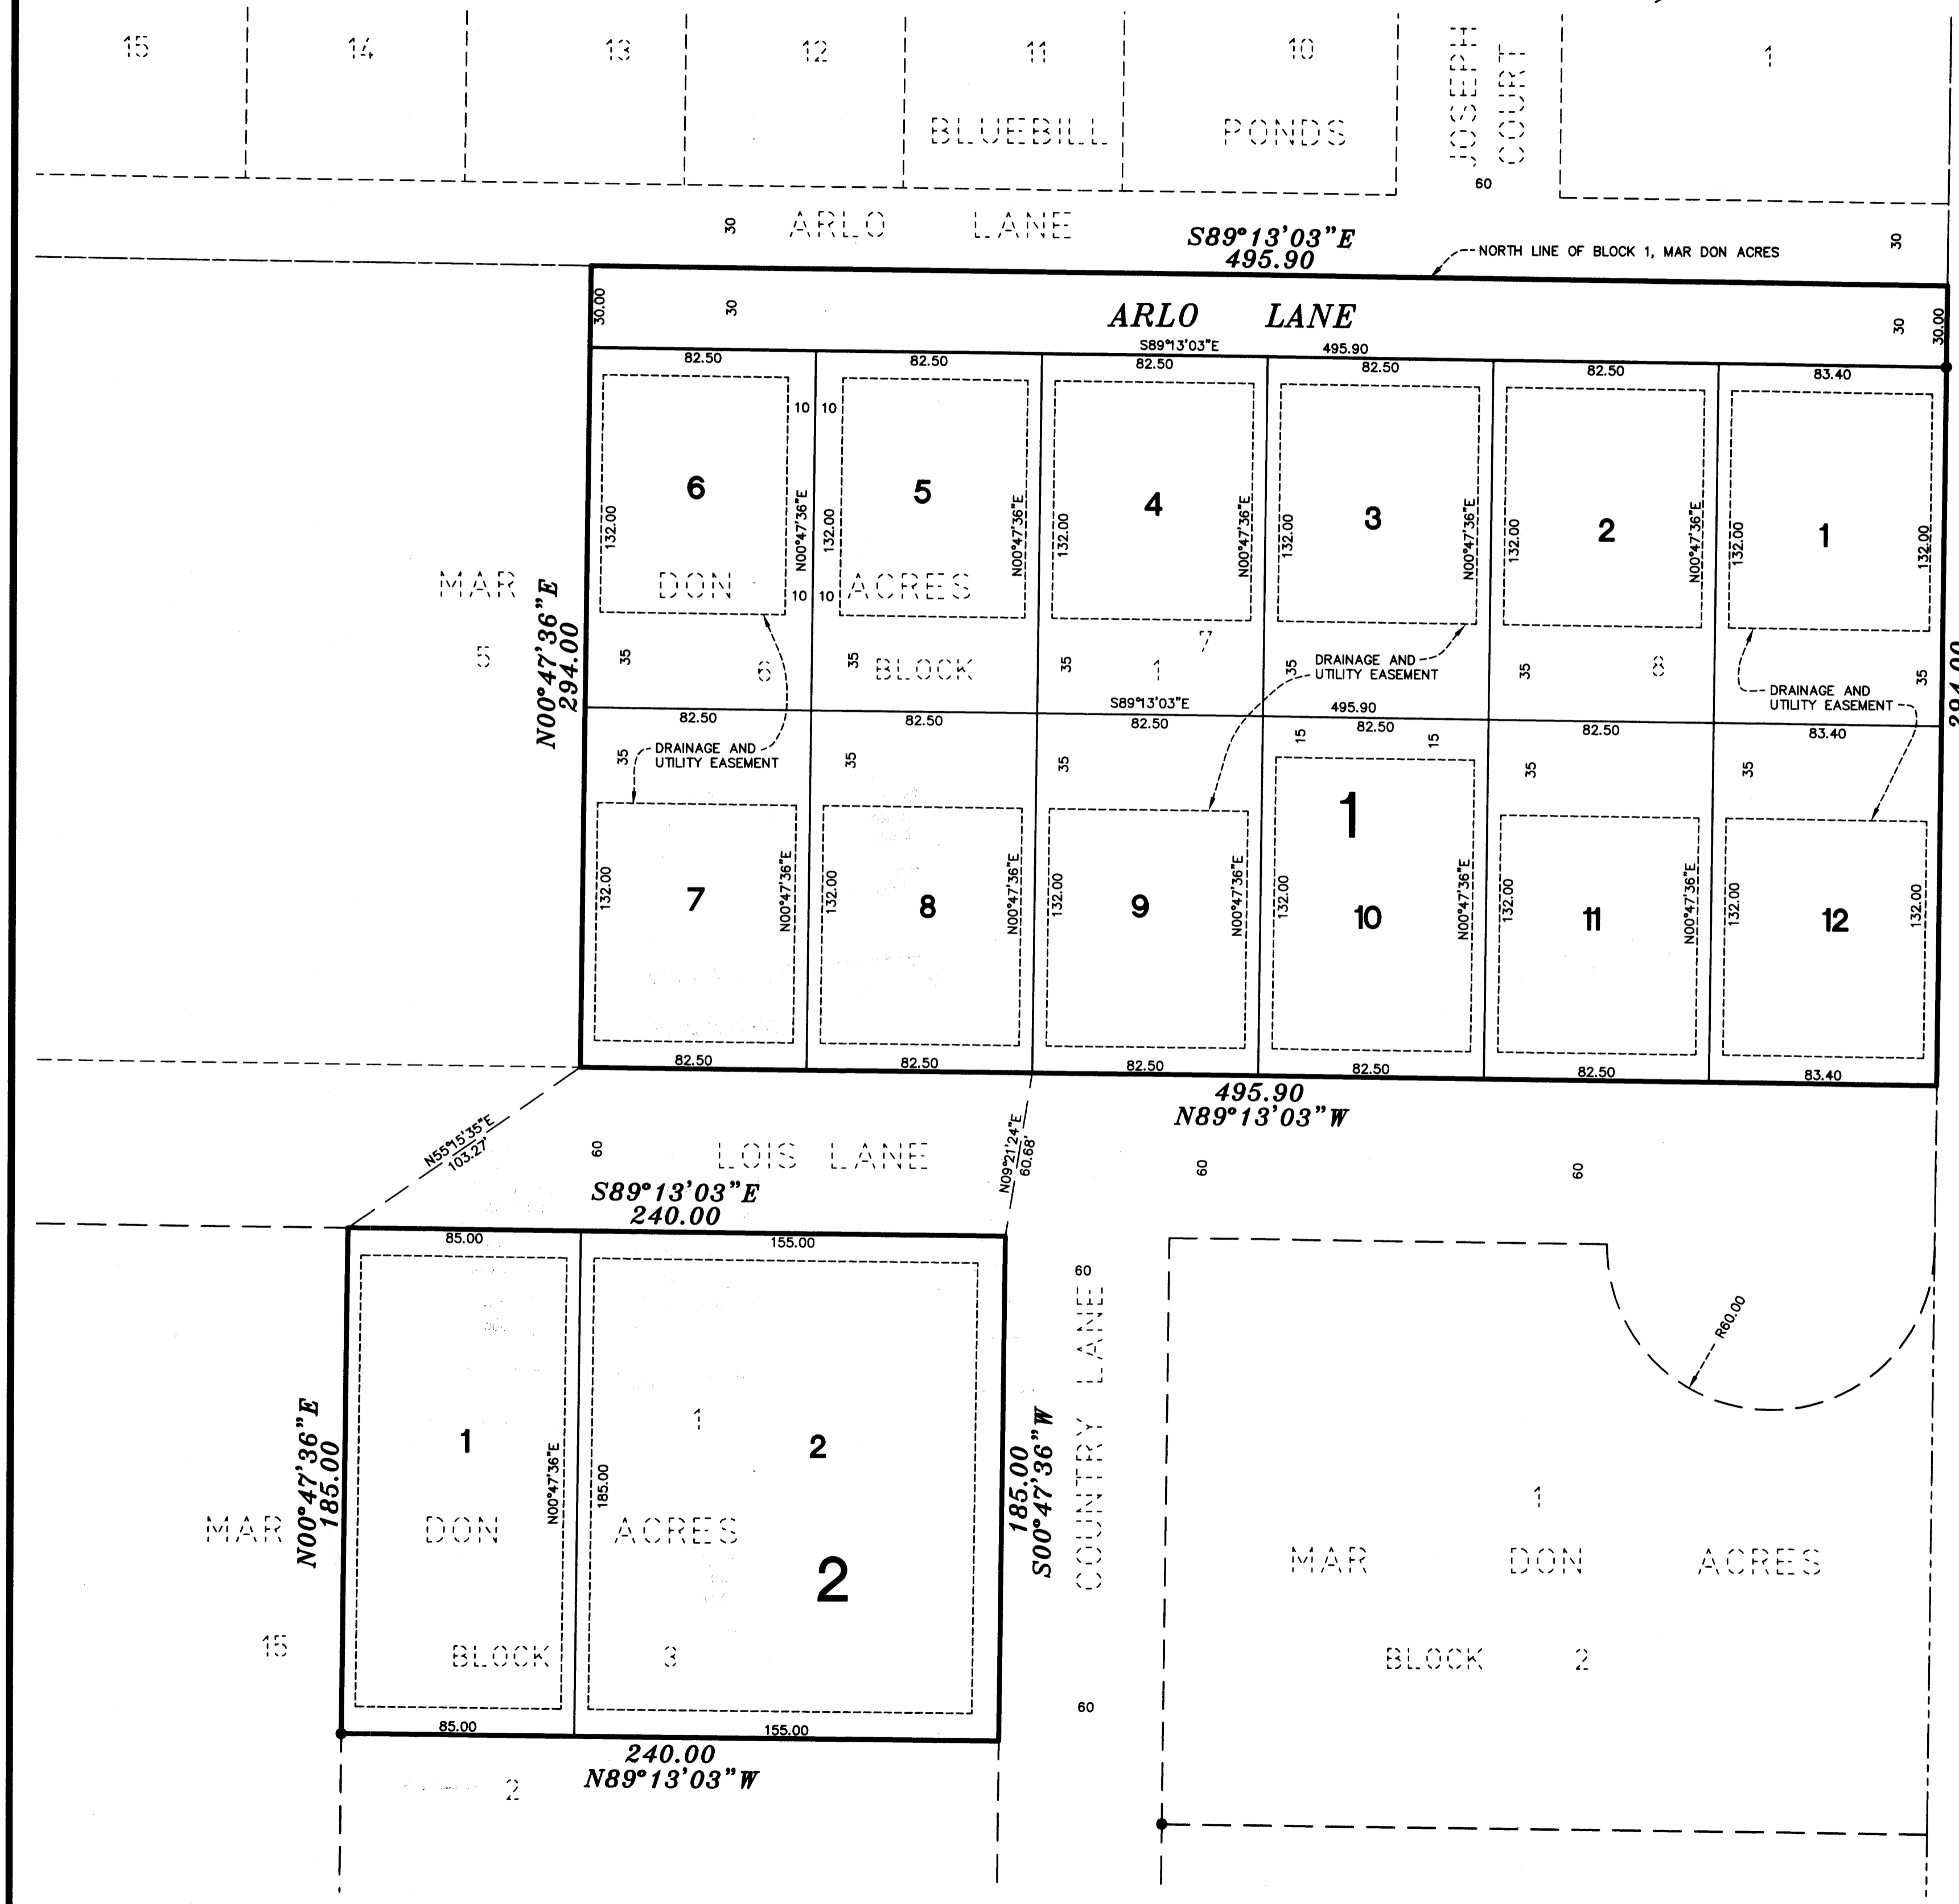 15 14 13 12 11 10 1
JOSEPH
COURT
BLUEBILL PONDS
60
30 ARLO LANE 30
S89°13'03"E
495.90
NORTH LINE OF BLOCK 1, MAR DON ACRES
30.00 30 ARLO LANE 30 30.00
S89°13'03"E 495.90
82.50 82.50 82.50 82.50 82.50 83.40
10 10
6 5 4 3 2 1
132.00 N00°47'36"E 132.00 N00°47'36"E 132.00 N00°47'36"E 132.00 N00°47'36"E 132.00 N00°47'36"E 132.00 132.00
MAR DON ACRES
10 10
N00°47'36"E
294.00
294.00
5 6 BLOCK 1 7 8
35 35 35 35 35 35
DRAINAGE AND
UTILITY EASEMENT
DRAINAGE AND
UTILITY EASEMENT
S89°13'03"E 495.90
82.50 82.50 82.50 82.50 82.50 83.40
15 15
35 35 35 35 35
DRAINAGE AND
UTILITY EASEMENT
1
7 8 9 10 11 12
132.00 N00°47'36"E 132.00 N00°47'36"E 132.00 N00°47'36"E 132.00 N00°47'36"E 132.00 N00°47'36"E 132.00 132.00
82.50 82.50 82.50 82.50 82.50 83.40
495.90
N89°13'03"W
N55°15'35"E
103.27'
60 LOIS LANE
N09°21'24"E
60.68'
60 60
S89°13'03"E
240.00
85.00 155.00
60
COUNTRY LANE
R60.00
N00°47'36"E
185.00
1 N00°47'36"E 185.00 1 2
185.00
S00°47'36"W
1
MAR DON ACRES
2
MAR DON ACRES
15 BLOCK 3
BLOCK 2
60
85.00 155.00
240.00
N89°13'03"W
2